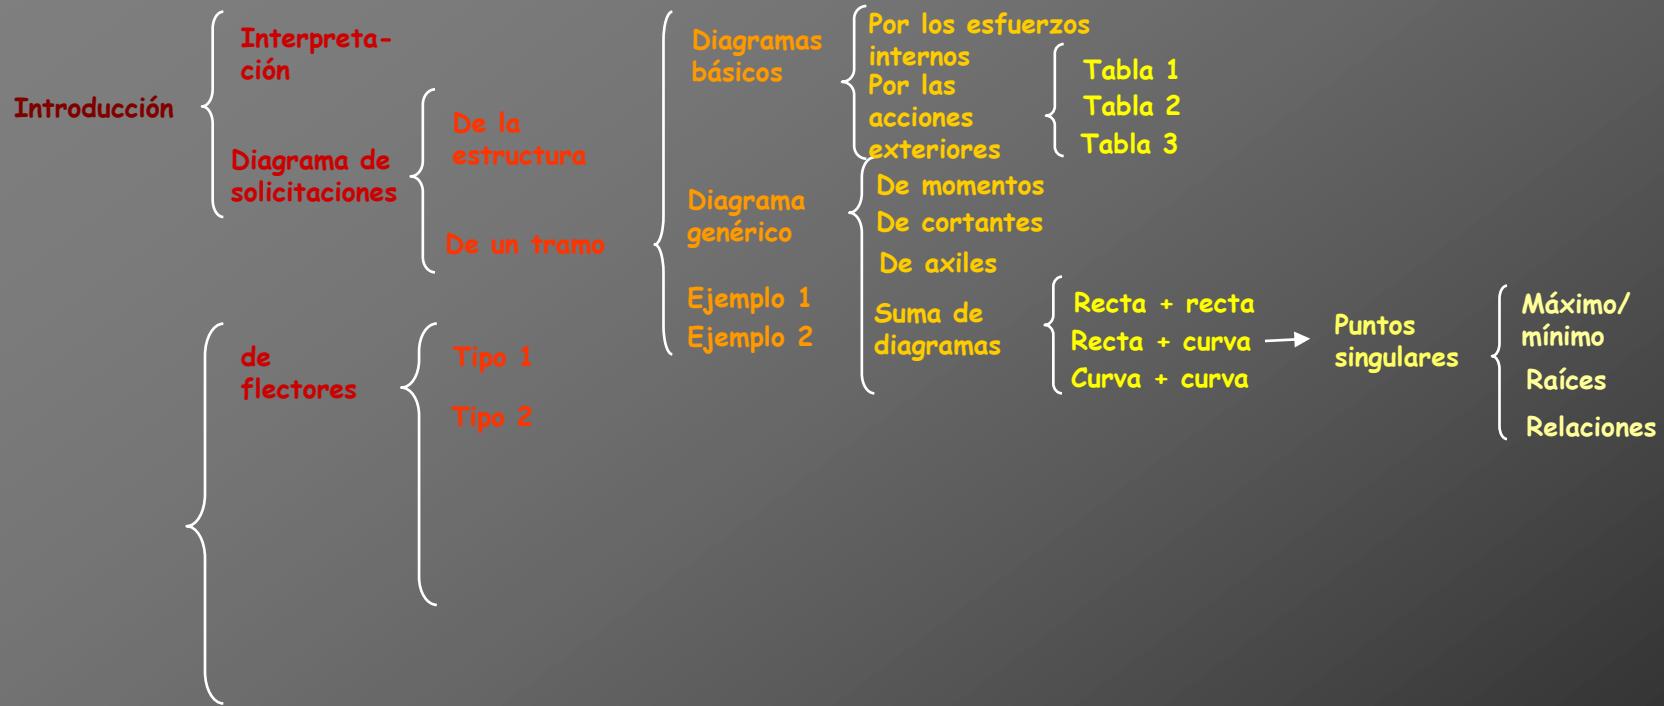 Introducción
Interpreta-
ción
Diagrama de
solicitaciones
De la
estructura
De un tramo
Diagramas
básicos
Por los esfuerzos
internos
Por las
acciones
exteriores
Tabla 1
Tabla 2
Tabla 3
Diagrama
genérico
De momentos
De cortantes
De axiles
Suma de
diagramas
Recta + recta
Recta + curva
Curva + curva
Puntos
singulares
Máximo/
mínimo
Raíces
Relaciones
Ejemplo 1
Ejemplo 2
de
flectores
Tipo 1
Tipo 2